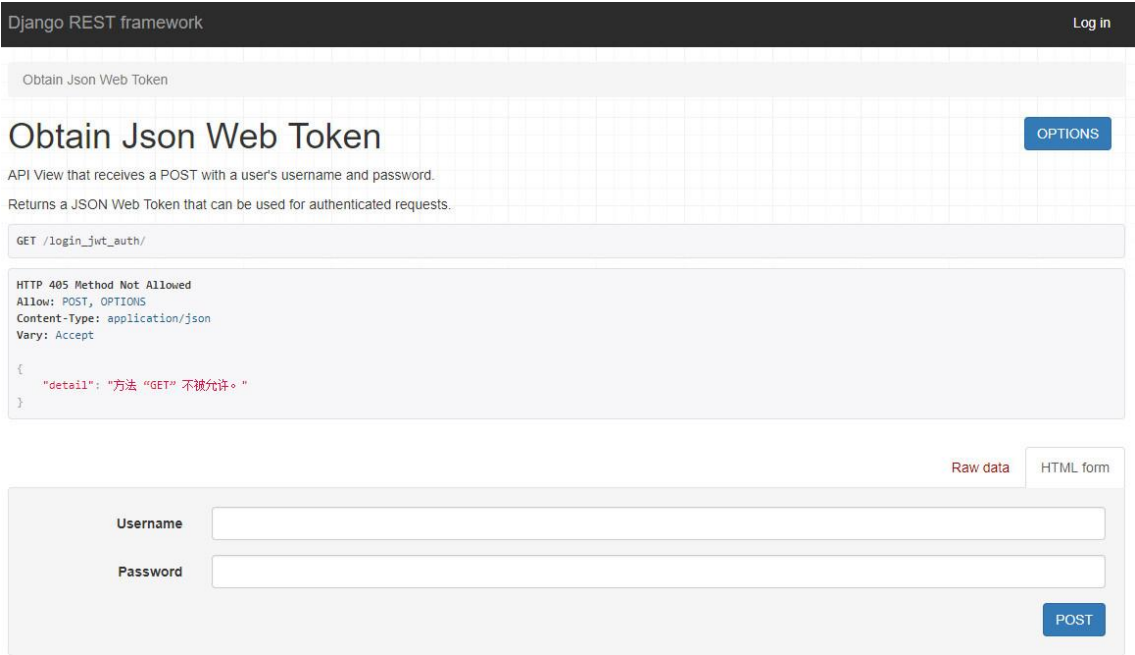 Django REST framework
Log in
Obtain Json Web Token
Obtain Json Web Token
OPTIONS
API View that receives a POST with a user's username and password.
Returns a JSON Web Token that can be used for authenticated requests.
GET /login_jwt_auth/
HTTP 405 Method Not Allowed
Allow: POST, OPTIONS
Content-Type: application/json
Vary: Accept
{
"detail": "方法 “GET” 不被允许。"
}
Raw data
HTML form
Username
Password
POST